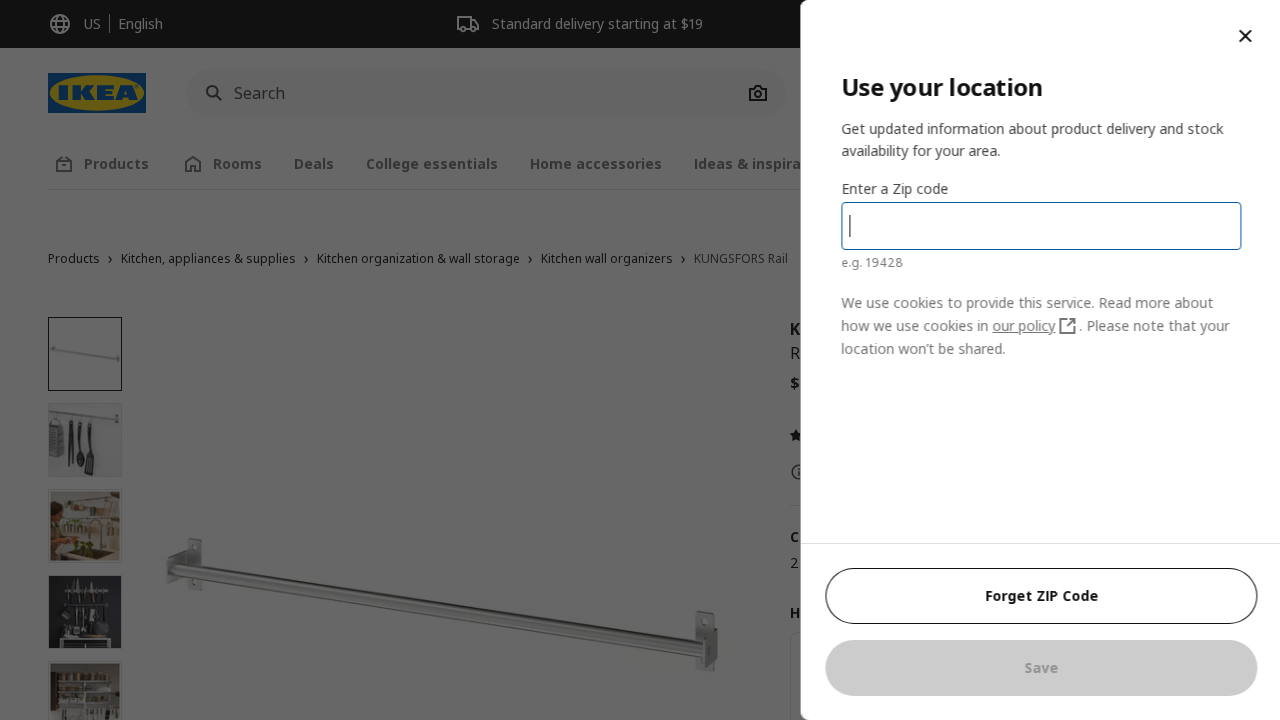 US
English
Standard delivery starting at $19
IKEA
Search
Products
Rooms
Deals
College essentials
Home accessories
Ideas & inspira
Products › Kitchen, appliances & supplies › Kitchen organization & wall storage › Kitchen wall organizers › KUNGSFORS Rail
K
R
$
C
2
H
Use your location
Get updated information about product delivery and stock
availability for your area.
Enter a Zip code
e.g. 19428
We use cookies to provide this service. Read more about
how we use cookies in our policy . Please note that your
location won't be shared.
Forget ZIP Code
Save